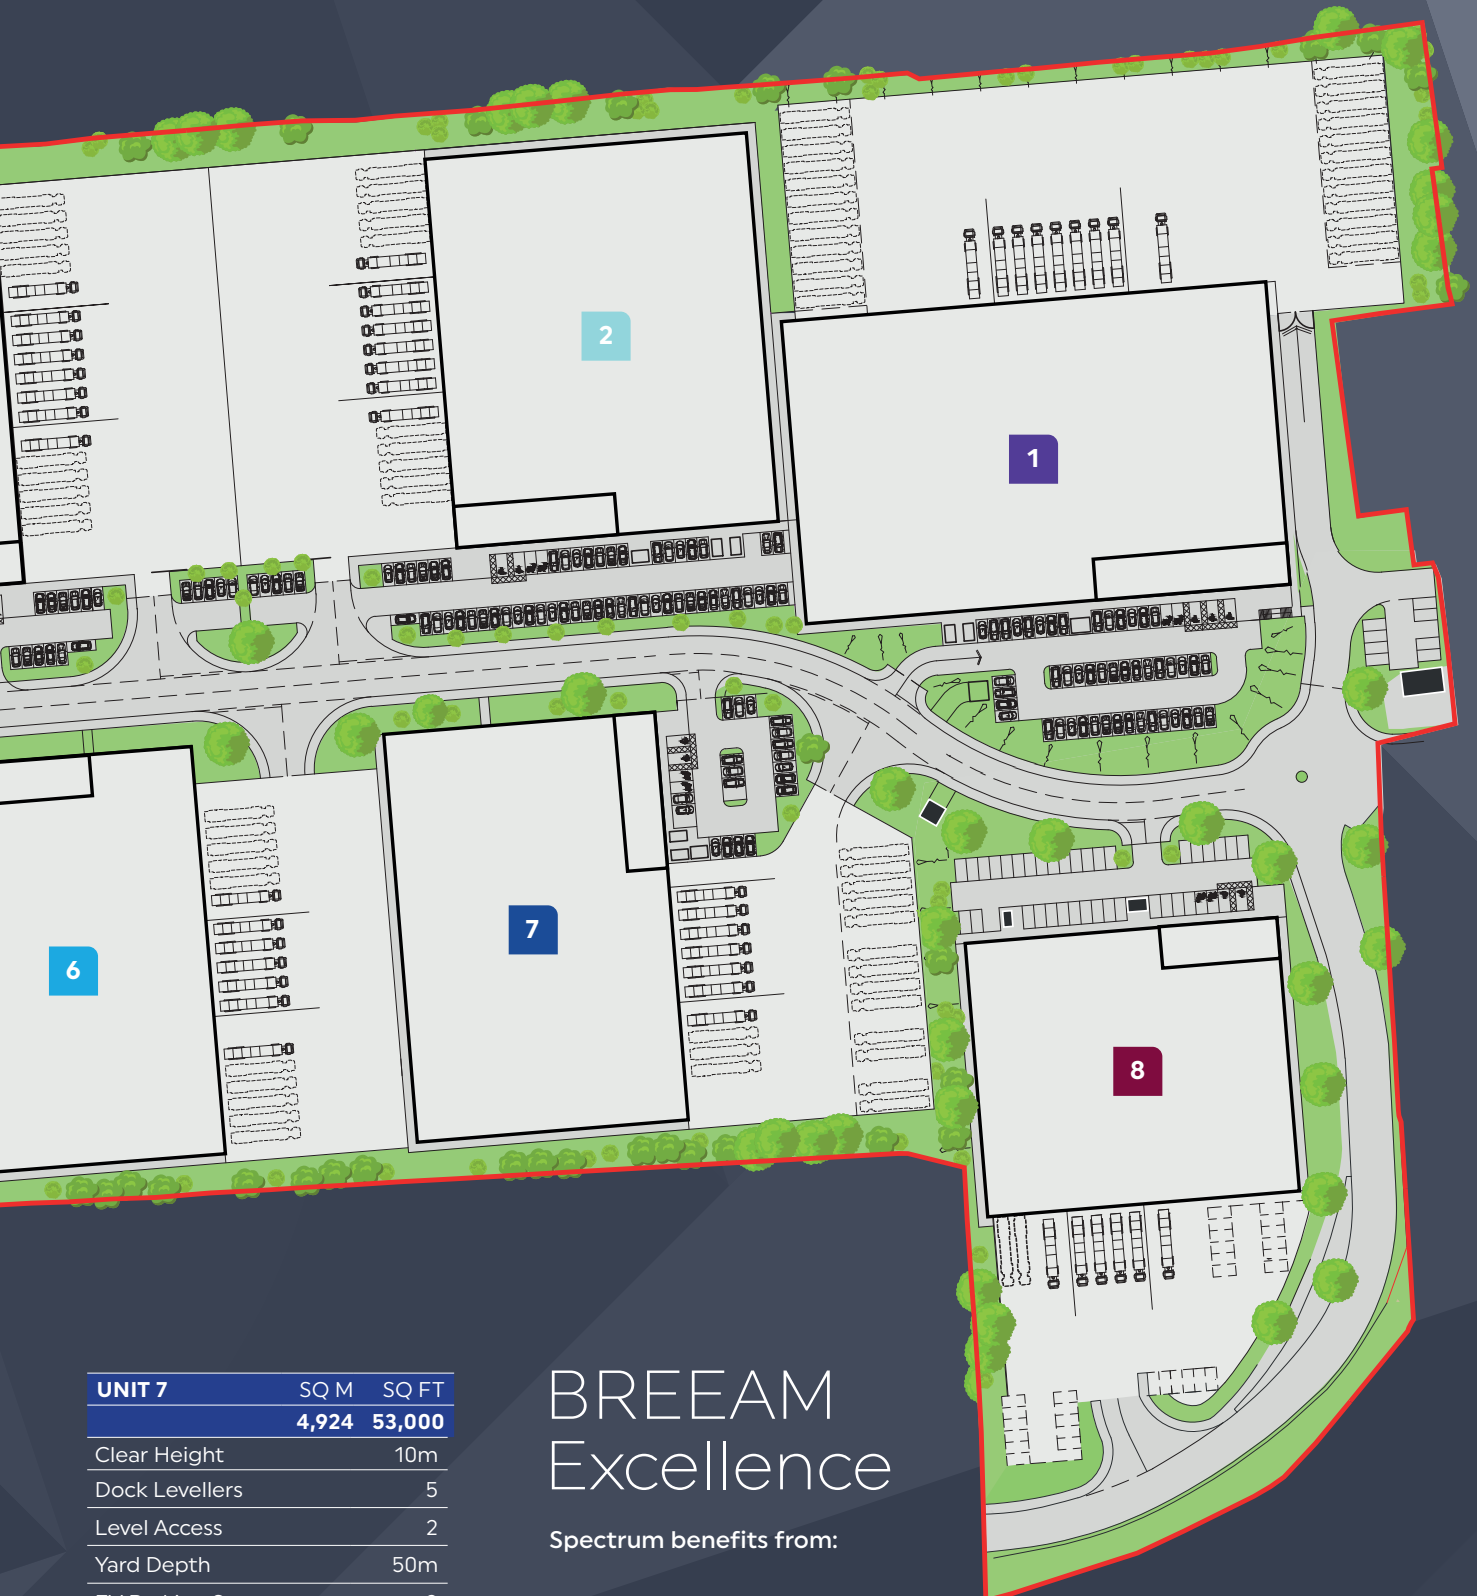 2
1
7
6
8
UNIT 7 SQ M SQ FT
4,924 53,000
Clear Height 10m
Dock Levellers 5
Level Access 2
Yard Depth 50m
BREEAM
Excellence
Spectrum benefits from: